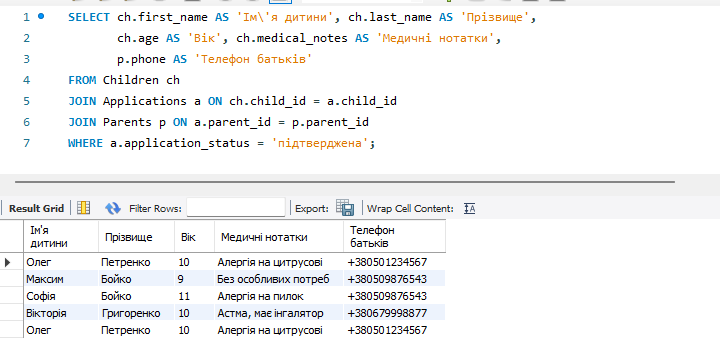 1 SELECT ch.first_name AS 'Ім\'я дитини', ch.last_name AS 'Прізвище',
2 ch.age AS 'Вік', ch.medical_notes AS 'Медичні нотатки',
3 p.phone AS 'Телефон батьків'
4 FROM Children ch
5 JOIN Applications a ON ch.child_id = a.child_id
6 JOIN Parents p ON a.parent_id = p.parent_id
7 WHERE a.application_status = 'підтверджена';
Result Grid Filter Rows: Export: Wrap Cell Content: IA
Ім'я дитини Прізвище Вік Медичні нотатки Телефон батьків
Олег Петренко 10 Алергія на цитрусові +380501234567
Максим Бойко 9 Без особливих потреб +380509876543
Софія Бойко 11 Алергія на пилок +380509876543
Вікторія Григоренко 10 Астма, має інгалятор +380679998877
Олег Петренко 10 Алергія на цитрусові +380501234567